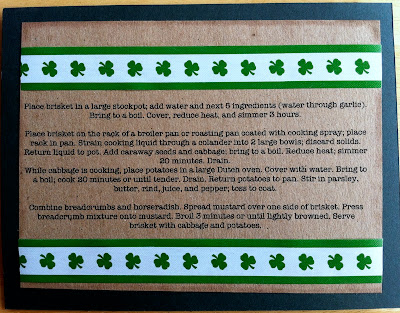 Place brisket in a large stockpot; add water and next 5 ingredients (water through garlic).
Bring to a boil. Cover, reduce heat, and simmer 3 hours.
Place brisket on the rack of a broiler pan or roasting pan coated with cooking spray; place
rack in pan. Strain cooking liquid through a colander into 2 large bowls; discard solids.
Return liquid to pot. Add caraway seeds and cabbage; bring to a boil. Reduce heat; simmer
20 minutes. Drain.
While cabbage is cooking, place potatoes in a large Dutch oven. Cover with water. Bring to
a boil; cook 20 minutes or until tender. Drain. Return potatoes to pan. Stir in parsley,
butter, rind, juice, and pepper; toss to coat.
Combine breadcrumbs and horseradish. Spread mustard over one side of brisket. Press
breadcrumb mixture onto mustard. Broil 3 minutes or until lightly browned. Serve
brisket with cabbage and potatoes.